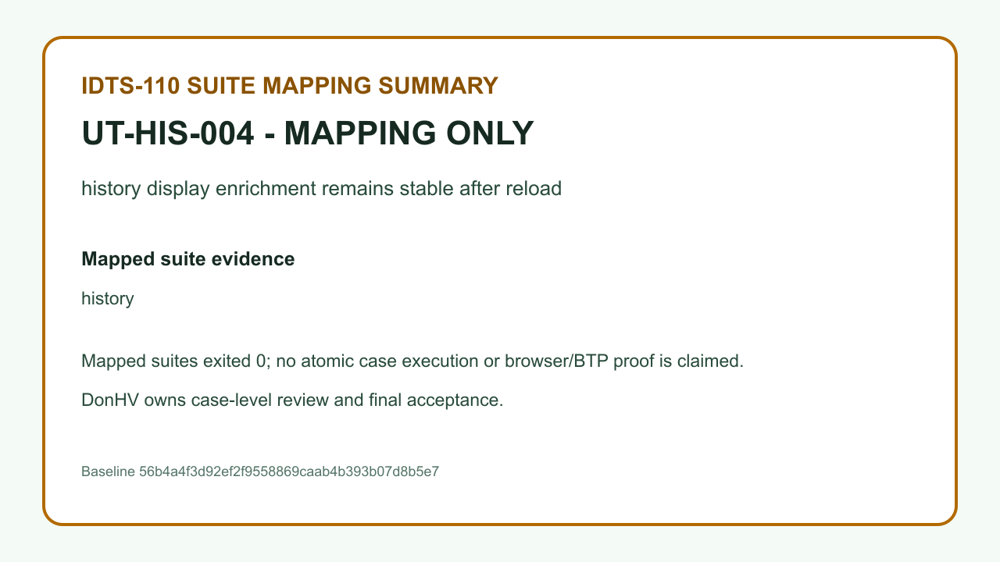 IDTS-110 SUITE MAPPING SUMMARY
UT-HIS-004 - MAPPING ONLY
history display enrichment remains stable after reload
Mapped suite evidence
history
Mapped suites exited 0; no atomic case execution or browser/BTP proof is claimed.
DonHV owns case-level review and final acceptance.
Baseline 56b4a4f3d92ef2f9558869caab4b393b07d8b5e7